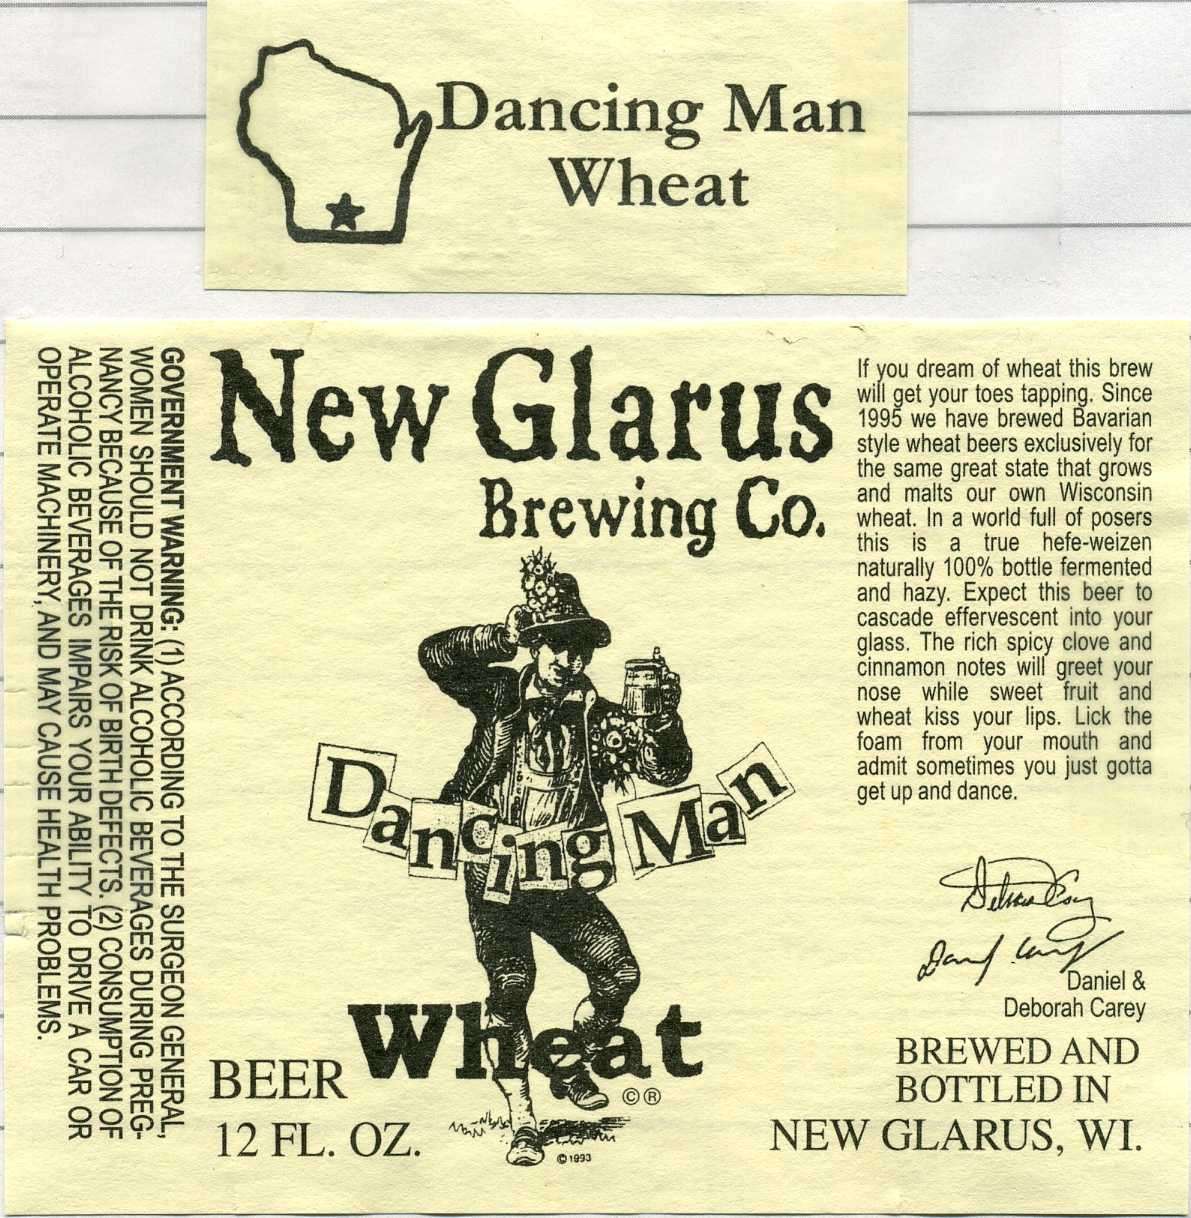 Dancing Man
Wheat
GOVERNMENT WARNING: (1) ACCORDING TO THE SURGEON GENERAL,
WOMEN SHOULD NOT DRINK ALCOHOLIC BEVERAGES DURING PREG-
NANCY BECAUSE OF THE RISK OF BIRTH DEFECTS. (2) CONSUMPTION OF
ALCOHOLIC BEVERAGES IMPAIRS YOUR ABILITY TO DRIVE A CAR OR
OPERATE MACHINERY, AND MAY CAUSE HEALTH PROBLEMS.
New Glarus
Brewing Co.
Dancing Man
Wheat
©®
BEER
12 FL. OZ.
©1993
If you dream of wheat this brew
will get your toes tapping. Since
1995 we have brewed Bavarian
style wheat beers exclusively for
the same great state that grows
and malts our own Wisconsin
wheat. In a world full of posers
this is a true hefe-weizen
naturally 100% bottle fermented
and hazy. Expect this beer to
cascade effervescent into your
glass. The rich spicy clove and
cinnamon notes will greet your
nose while sweet fruit and
wheat kiss your lips. Lick the
foam from your mouth and
admit sometimes you just gotta
get up and dance.
Daniel &
Deborah Carey
BREWED AND
BOTTLED IN
NEW GLARUS, WI.